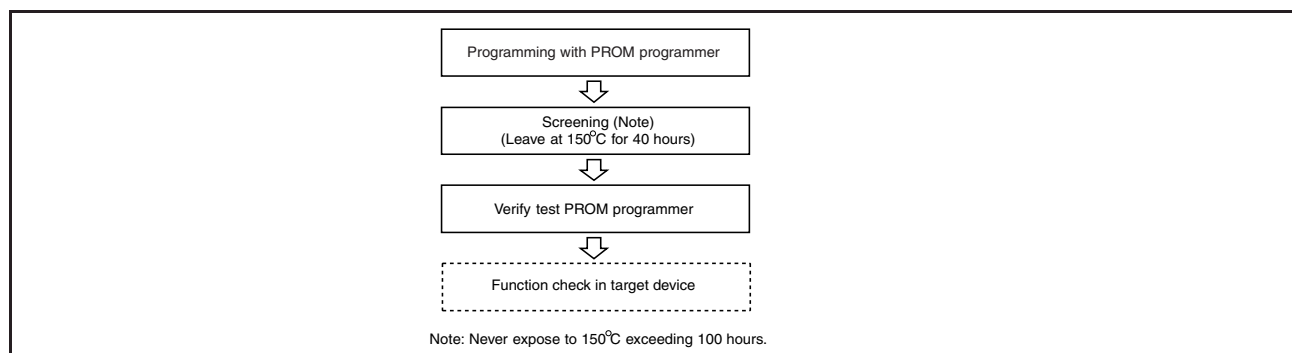 Programming with PROM programmer
Screening (Note)
(Leave at 150°C for 40 hours)
Verify test PROM programmer
Function check in target device
Note: Never expose to 150°C exceeding 100 hours.